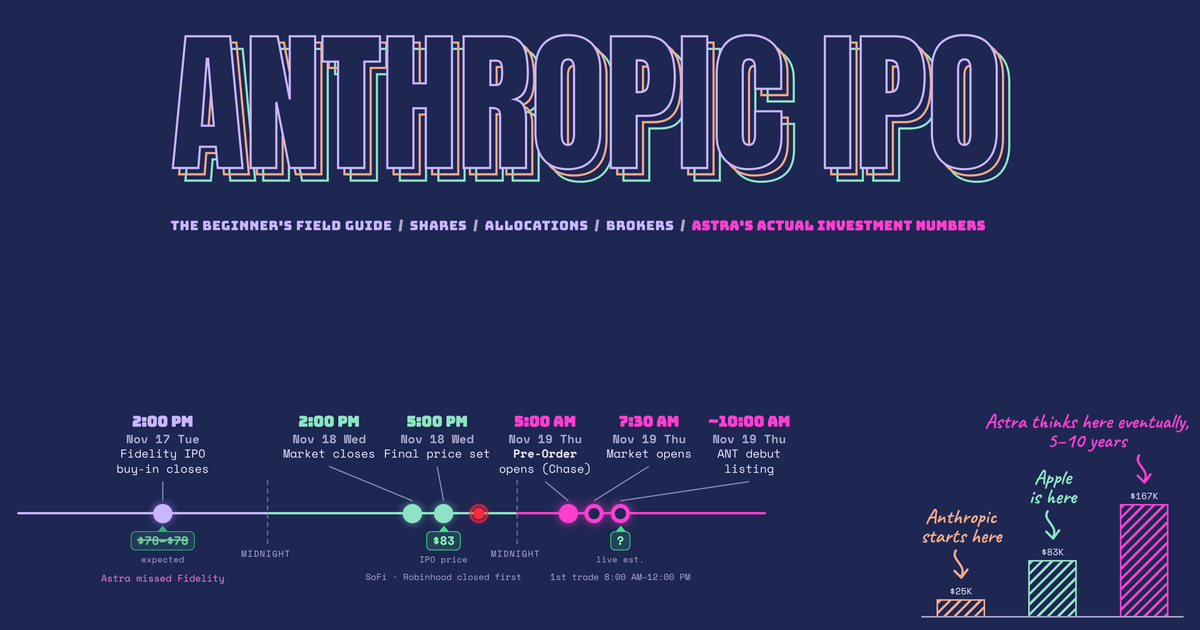 ANTHROPIC IPO
THE BEGINNER'S FIELD GUIDE / SHARES / ALLOCATIONS / BROKERS / ASTRA'S ACTUAL INVESTMENT NUMBERS
2:00 PM
Nov 17 Tue
Fidelity IPO
buy-in closes
$70–$78
expected
Astra missed Fidelity
MIDNIGHT
2:00 PM
Nov 18 Wed
Market closes
5:00 PM
Nov 18 Wed
Final price set
$83
IPO price
SoFi · Robinhood closed first
MIDNIGHT
5:00 AM
Nov 19 Thu
Pre-Order
opens (Chase)
7:30 AM
Nov 19 Thu
Market opens
~10:00 AM
Nov 19 Thu
ANT debut
listing
?
live est.
1st trade 8:00 AM–12:00 PM
Anthropic
starts here
$25K
Apple
is here
$83K
Astra thinks here eventually,
5–10 years
$167K